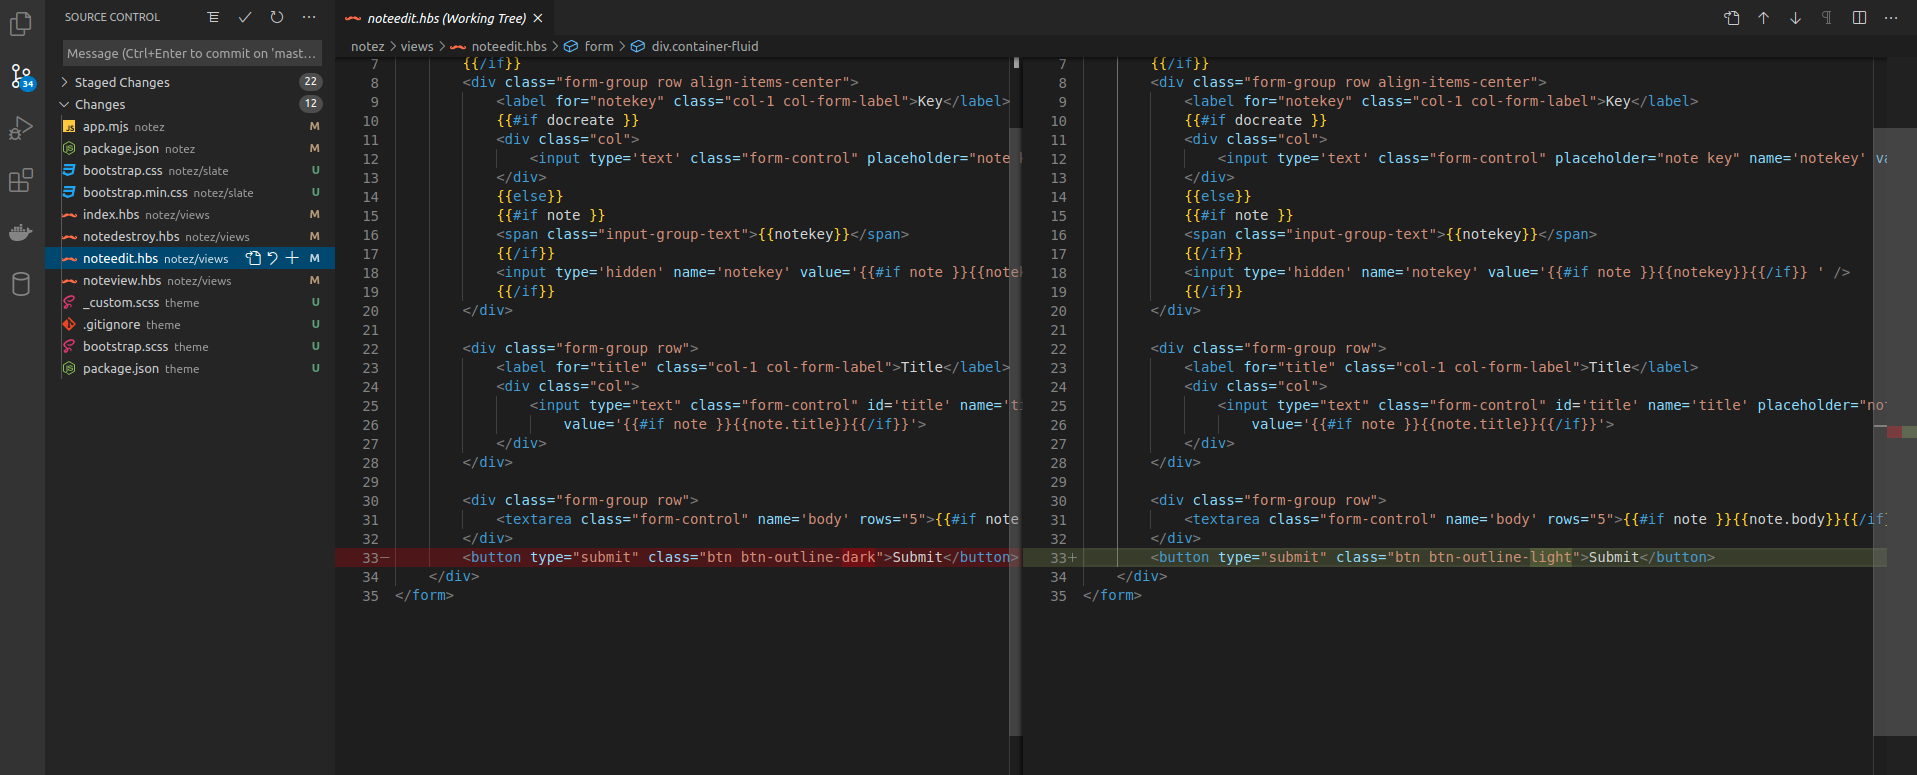 SOURCE CONTROL
Message (Ctrl+Enter to commit on 'mast...
Staged Changes 22
Changes 12
app.mjs notez M
package.json notez M
bootstrap.css notez/slate U
bootstrap.min.css notez/slate U
index.hbs notez/views M
notedestroy.hbs notez/views M
noteedit.hbs notez/views M
noteview.hbs notez/views M
_custom.scss theme U
.gitignore theme U
bootstrap.scss theme U
package.json theme U
34
noteedit.hbs (Working Tree)
notez > views > noteedit.hbs > form > div.container-fluid
7 {{/if}}
8 <div class="form-group row align-items-center">
9 <label for="notekey" class="col-1 col-form-label">Key</label>
10 {{#if docreate }}
11 <div class="col">
12 <input type='text' class="form-control" placeholder="note k
13 </div>
14 {{else}}
15 {{#if note }}
16 <span class="input-group-text">{{notekey}}</span>
17 {{/if}}
18 <input type='hidden' name='notekey' value='{{#if note }}{{notek
19 {{/if}}
20 </div>
21
22 <div class="form-group row">
23 <label for="title" class="col-1 col-form-label">Title</label>
24 <div class="col">
25 <input type="text" class="form-control" id='title' name='ti
26 value='{{#if note }}{{note.title}}{{/if}}'>
27 </div>
28 </div>
29
30 <div class="form-group row">
31 <textarea class="form-control" name='body' rows="5">{{#if note
32 </div>
33− <button type="submit" class="btn btn-outline-dark">Submit</button>
34 </div>
35 </form>
7 {{/if}}
8 <div class="form-group row align-items-center">
9 <label for="notekey" class="col-1 col-form-label">Key</label>
10 {{#if docreate }}
11 <div class="col">
12 <input type='text' class="form-control" placeholder="note key" name='notekey' va
13 </div>
14 {{else}}
15 {{#if note }}
16 <span class="input-group-text">{{notekey}}</span>
17 {{/if}}
18 <input type='hidden' name='notekey' value='{{#if note }}{{notekey}}{{/if}} ' />
19 {{/if}}
20 </div>
21
22 <div class="form-group row">
23 <label for="title" class="col-1 col-form-label">Title</label>
24 <div class="col">
25 <input type="text" class="form-control" id='title' name='title' placeholder="no
26 value='{{#if note }}{{note.title}}{{/if}}'>
27 </div>
28 </div>
29
30 <div class="form-group row">
31 <textarea class="form-control" name='body' rows="5">{{#if note }}{{note.body}}{{/if
32 </div>
33+ <button type="submit" class="btn btn-outline-light">Submit</button>
34 </div>
35 </form>